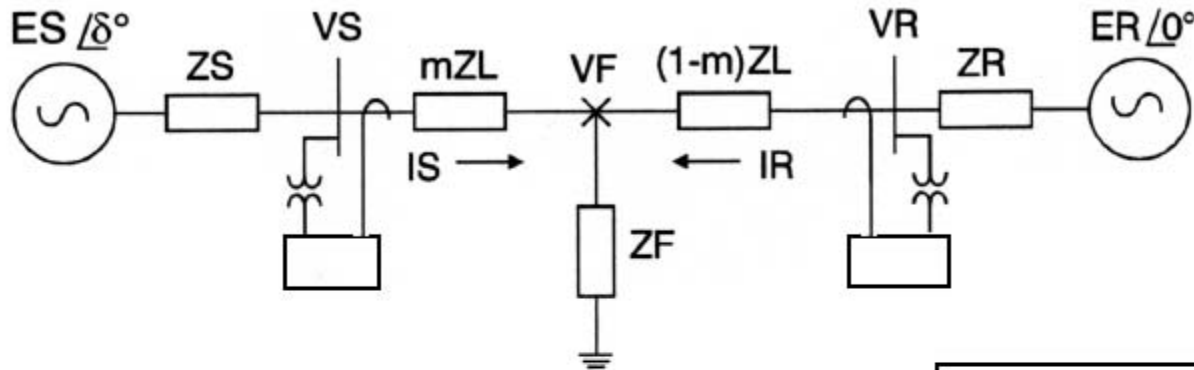 ES /δ° VS VR ER /0°
ZS mZL VF (1-m)ZL ZR
IS IR
ZF